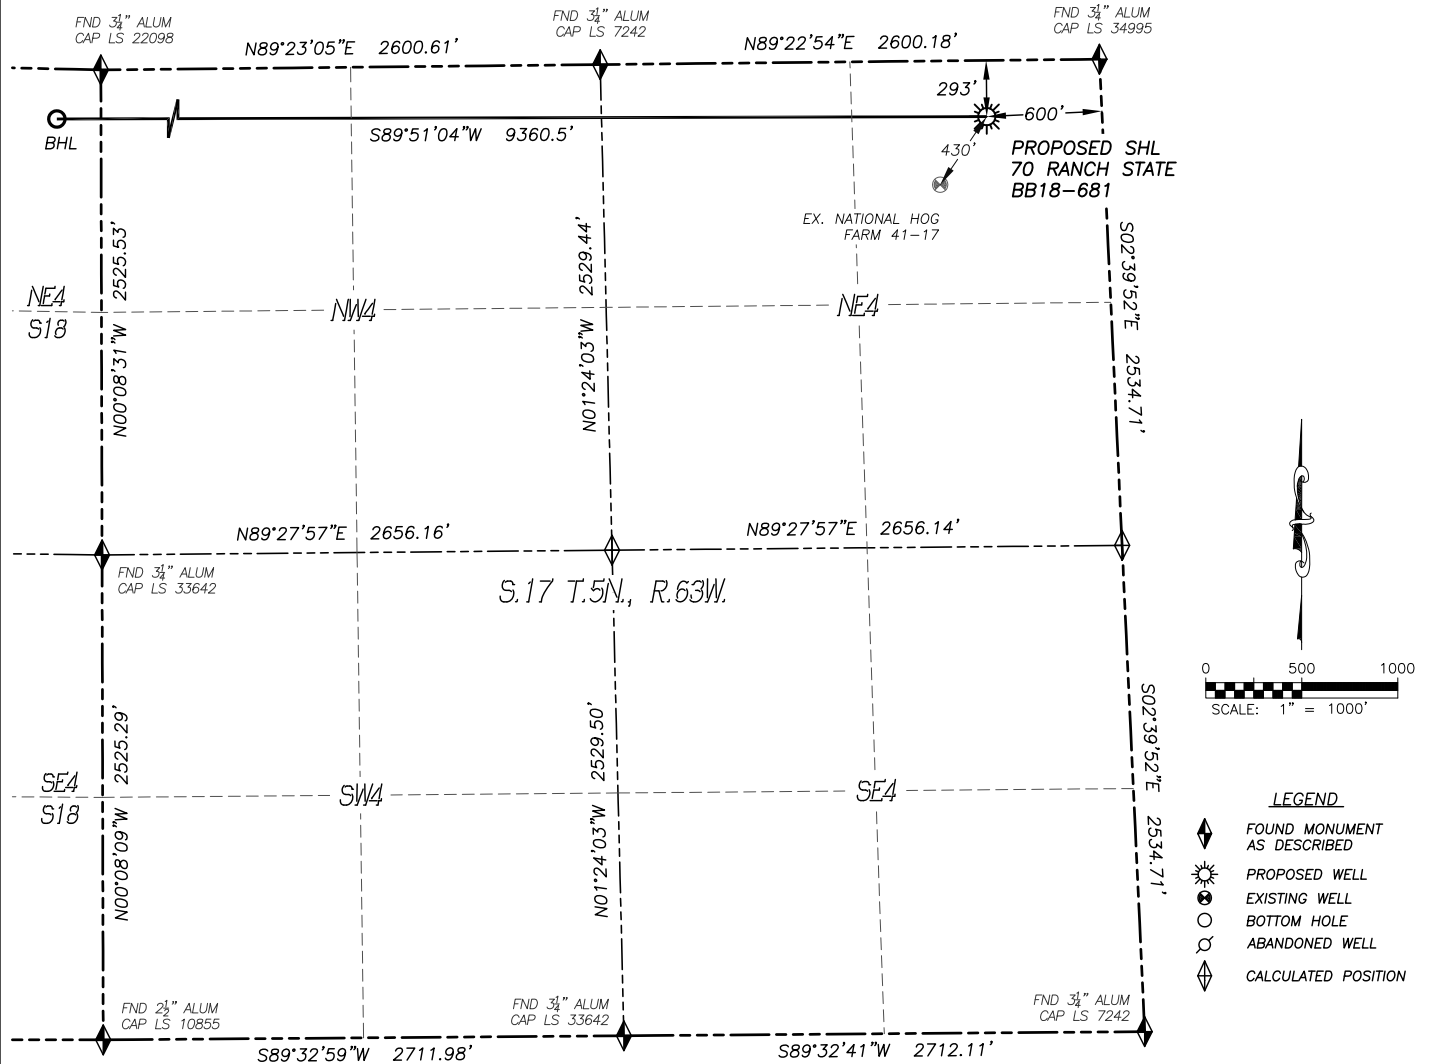 FND 3¼" ALUM
CAP LS 22098
FND 3¼" ALUM
CAP LS 7242
FND 3¼" ALUM
CAP LS 34995
N89°23'05"E 2600.61'
N89°22'54"E 2600.18'
293'
600'
BHL
S89°51'04"W 9360.5'
430'
PROPOSED SHL
70 RANCH STATE
BB18-681
EX. NATIONAL HOG
FARM 41-17
N00°08'31"W 2525.53'
N01°24'03"W 2529.44'
S02°39'52"E 2534.71'
NE4
S18
NW4
NE4
N89°27'57"E 2656.16'
N89°27'57"E 2656.14'
FND 3¼" ALUM
CAP LS 33642
S.17 T.5N., R.63W.
0 500 1000
SCALE: 1" = 1000'
N00°08'09"W 2525.29'
N01°24'03"W 2529.50'
S02°39'52"E 2534.71'
SE4
S18
SW4
SE4
LEGEND
FOUND MONUMENT
AS DESCRIBED
PROPOSED WELL
EXISTING WELL
BOTTOM HOLE
ABANDONED WELL
CALCULATED POSITION
FND 2½" ALUM
CAP LS 10855
FND 3¼" ALUM
CAP LS 33642
FND 3¼" ALUM
CAP LS 7242
S89°32'59"W 2711.98'
S89°32'41"W 2712.11'